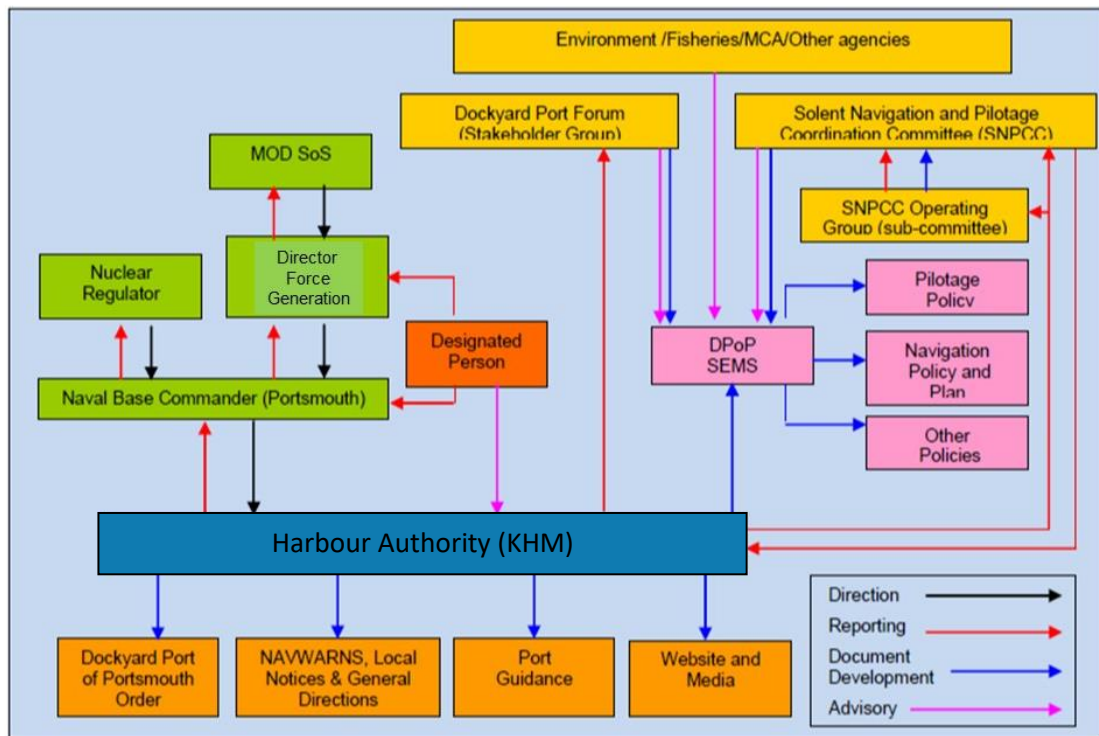 Environment /Fisheries/MCA/Other agencies
Dockyard Port Forum
(Stakeholder Group)
Solent Navigation and Pilotage
Coordination Committee (SNPCC)
MOD SoS
SNPCC Operating
Group (sub-committee)
Director
Force
Generation
Nuclear
Regulator
Pilotage
Policy
Designated
Person
DPoP
SEMS
Navigation
Policy and
Plan
Naval Base Commander (Portsmouth)
Other
Policies
Harbour Authority (KHM)
Direction
Reporting
Document
Development
Advisory
Dockyard Port
of Portsmouth
Order
NAVWARNS, Local
Notices & General
Directions
Port
Guidance
Website and
Media